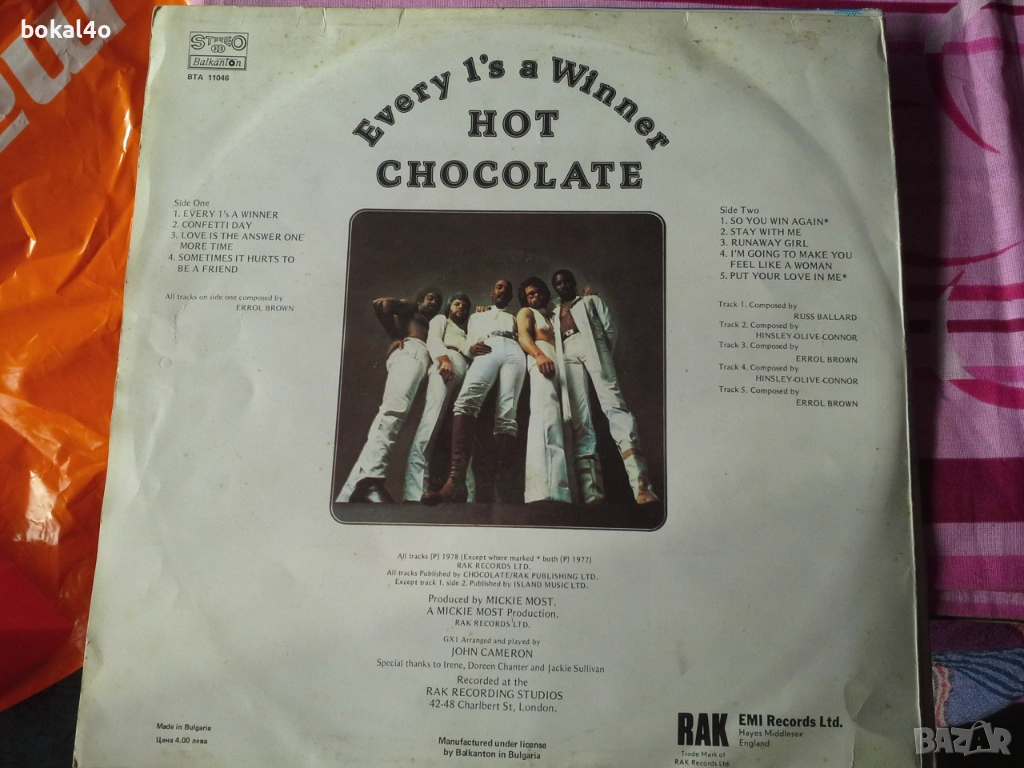 bokal4o
STEREO
Balkanton
BTA 11046
Every 1's a Winner
HOT
CHOCOLATE
Side One
1. EVERY 1's A WINNER
2. CONFETTI DAY
3. LOVE IS THE ANSWER ONE
MORE TIME
4. SOMETIMES IT HURTS TO
BE A FRIEND
All tracks on side one composed by
ERROL BROWN
Side Two
1. SO YOU WIN AGAIN*
2. STAY WITH ME
3. RUNAWAY GIRL
4. I'M GOING TO MAKE YOU
FEEL LIKE A WOMAN
5. PUT YOUR LOVE IN ME*
Track 1. Composed by
RUSS BALLARD
Track 2. Composed by
HINSLEY-OLIVE-CONNOR
Track 3. Composed by
ERROL BROWN
Track 4. Composed by
HINSLEY-OLIVE-CONNOR
Track 5. Composed by
ERROL BROWN
All tracks (P) 1978 (Except where marked * both (P) 1977)
RAK RECORDS LTD.
All tracks Published by CHOCOLATE/RAK PUBLISHING LTD.
Except track 1, side 2, Published by ISLAND MUSIC LTD.
Produced by MICKIE MOST.
A MICKIE MOST Production.
RAK RECORDS LTD.
GX1 Arranged and played by
JOHN CAMERON
Special thanks to Irene, Doreen Chanter and Jackie Sullivan
Recorded at the
RAK RECORDING STUDIOS
42-48 Charlbert St, London.
Made in Bulgaria
Цена 4.00 лева
Manufactured under license
by Balkanton in Bulgaria
RAK
Trade Mark of
RAK Records Ltd.
EMI Records Ltd.
Hayes Middlesex
England
BAZAR